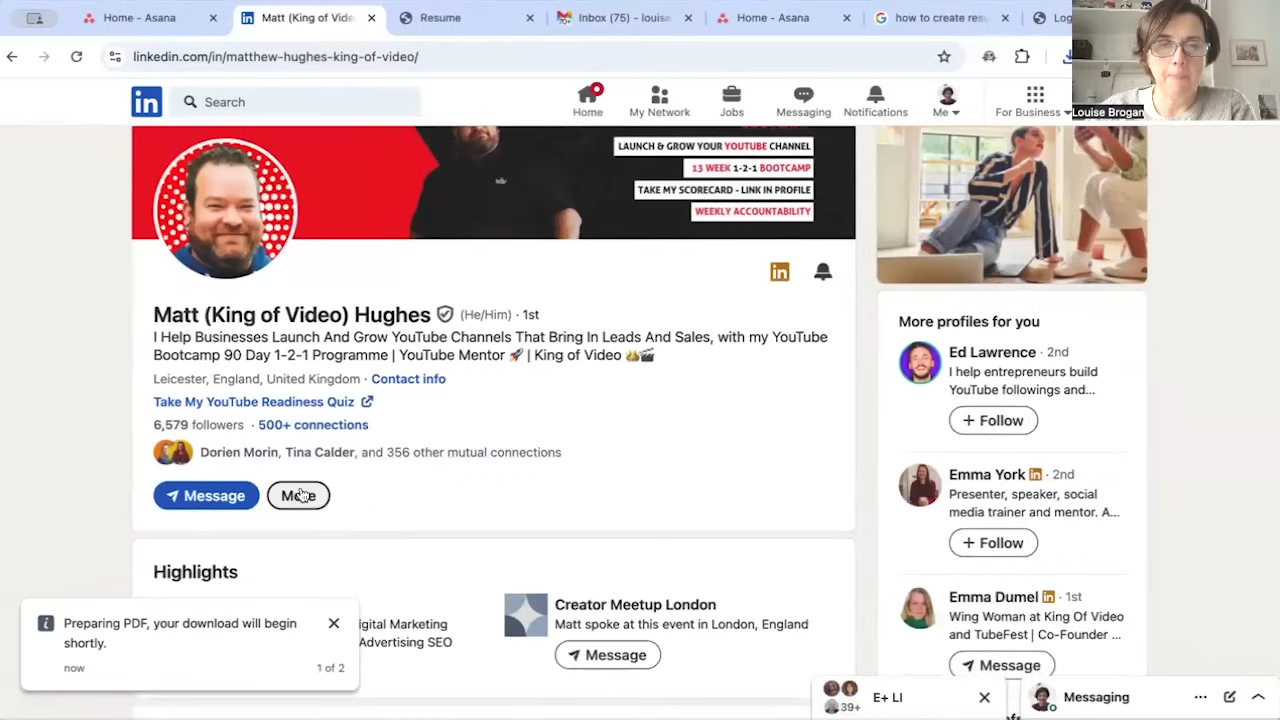 Home - Asana
Matt (King of Vide
Resume
Inbox (75) - louise
Home - Asana
how to create res
Log
linkedin.com/in/matthew-hughes-king-of-video/
Louise Brogan
in
Search
Home
My Network
Jobs
Messaging
Notifications
Me
For Business
LAUNCH & GROW YOUR YOUTUBE CHANNEL
13 WEEK 1-2-1 BOOTCAMP
TAKE MY SCORECARD - LINK IN PROFILE
WEEKLY ACCOUNTABILITY
in
Matt (King of Video) Hughes (He/Him) · 1st
I Help Businesses Launch And Grow YouTube Channels That Bring In Leads And Sales, with my YouTube
Bootcamp 90 Day 1-2-1 Programme | YouTube Mentor 🚀 | King of Video 👑🎬
Leicester, England, United Kingdom · Contact info
Take My YouTube Readiness Quiz
6,579 followers · 500+ connections
Dorien Morin, Tina Calder, and 356 other mutual connections
Message
More
Highlights
igital Marketing
Advertising SEO
Creator Meetup London
Matt spoke at this event in London, England
Message
Preparing PDF, your download will begin
shortly.
now
1 of 2
More profiles for you
Ed Lawrence · 2nd
I help entrepreneurs build
YouTube followings and...
+ Follow
Emma York in · 2nd
Presenter, speaker, social
media trainer and mentor. A...
+ Follow
Emma Dumel in · 1st
Wing Woman at King Of Video
and TubeFest | Co-Founder ...
Message
39+
E+ LI
Messaging